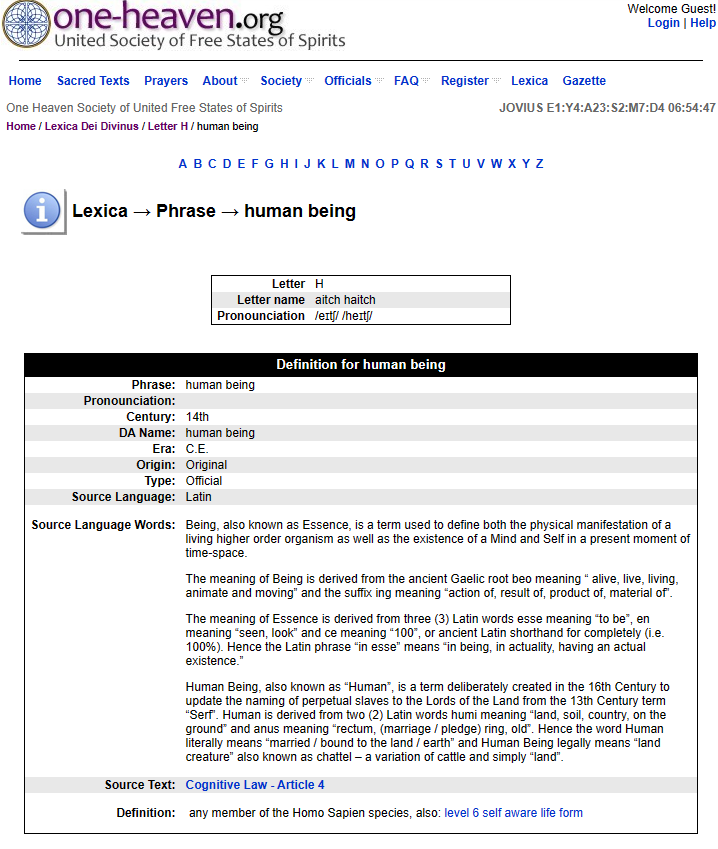 one-heaven.org
United Society of Free States of Spirits
Welcome Guest!
Login | Help
Home Sacred Texts Prayers About Society Officials FAQ Register Lexica Gazette
One Heaven Society of United Free States of Spirits JOVIUS E1:Y4:A23:S2:M7:D4 06:54:47
Home / Lexica Dei Divinus / Letter H / human being
A B C D E F G H I J K L M N O P Q R S T U V W X Y Z
i
Lexica → Phrase → human being
Letter H
Letter name aitch haitch
Pronounciation /eɪtʃ/ /heɪtʃ/
Definition for human being
Phrase: human being
Pronounciation:
Century: 14th
DA Name: human being
Era: C.E.
Origin: Original
Type: Official
Source Language: Latin
Source Language Words: Being, also known as Essence, is a term used to define both the physical manifestation of a
living higher order organism as well as the existence of a Mind and Self in a present moment of
time-space.
The meaning of Being is derived from the ancient Gaelic root beo meaning “ alive, live, living,
animate and moving” and the suffix ing meaning “action of, result of, product of, material of”.
The meaning of Essence is derived from three (3) Latin words esse meaning “to be”, en
meaning “seen, look” and ce meaning “100”, or ancient Latin shorthand for completely (i.e.
100%). Hence the Latin phrase “in esse” means “in being, in actuality, having an actual
existence.”
Human Being, also known as “Human”, is a term deliberately created in the 16th Century to
update the naming of perpetual slaves to the Lords of the Land from the 13th Century term
“Serf”. Human is derived from two (2) Latin words humi meaning “land, soil, country, on the
ground” and anus meaning “rectum, (marriage / pledge) ring, old”. Hence the word Human
literally means “married / bound to the land / earth” and Human Being legally means “land
creature” also known as chattel – a variation of cattle and simply “land”.
Source Text: Cognitive Law - Article 4
Definition: any member of the Homo Sapien species, also: level 6 self aware life form